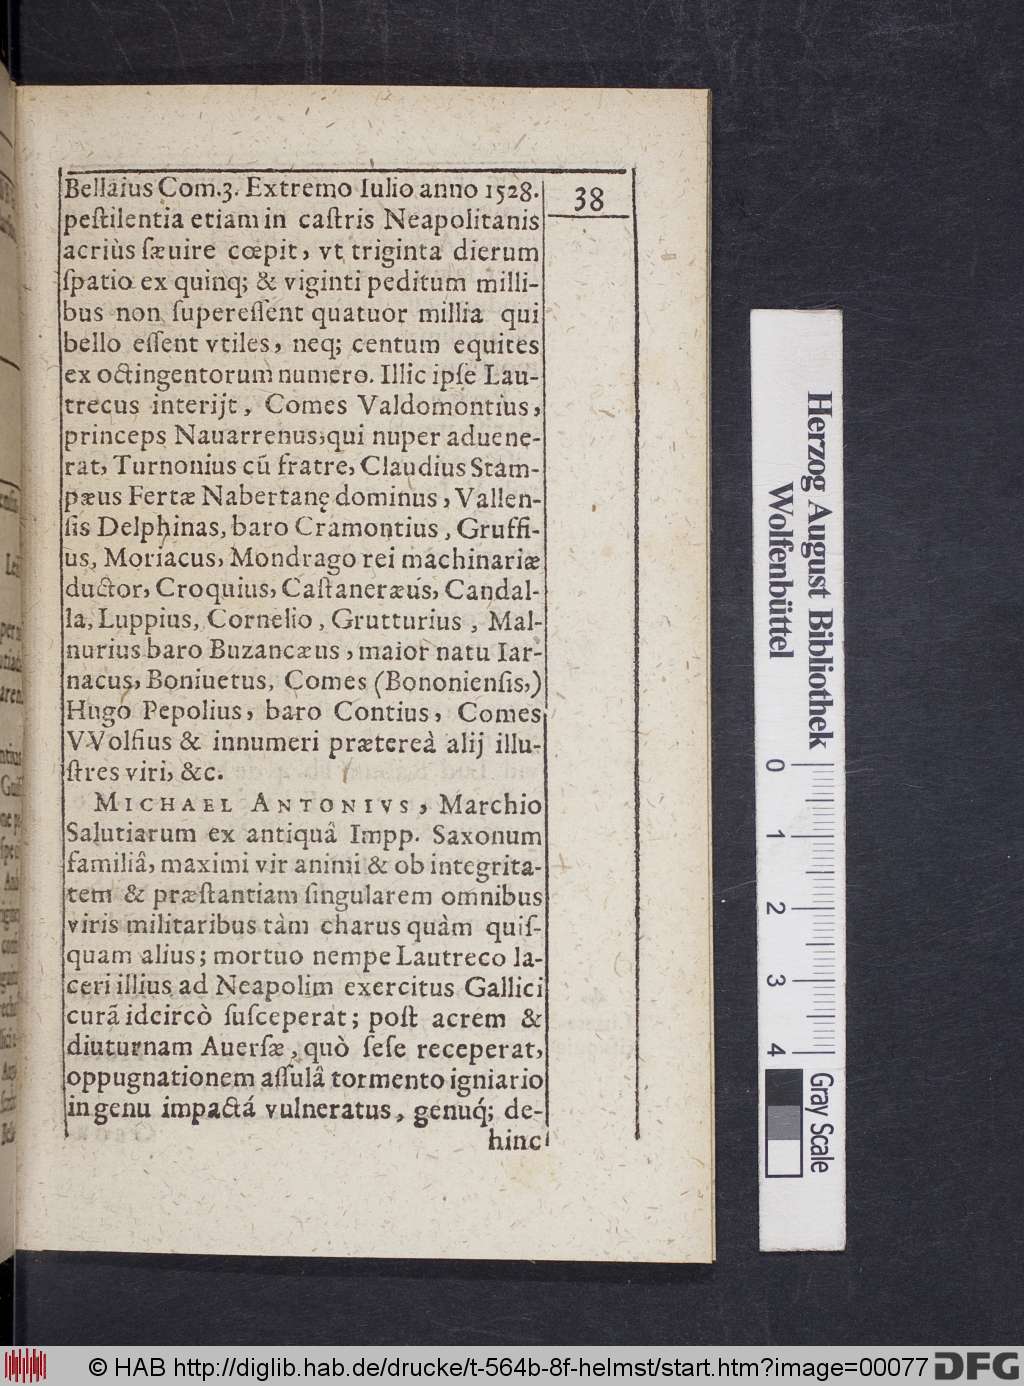 38
Bellaius Com.3. Extremo Iulio anno 1528.
peſtilentia etiam in caſtris Neapolitanis
acriùs ſæuire cœpit, vt triginta dierum
ſpatio ex quinq; & viginti peditum milli-
bus non ſupereſſent quatuor millia qui
bello eſſent vtiles, neq; centum equites
ex octingentorum numero. Illic ipſe Lau-
trecus interijt, Comes Valdomontius,
princeps Nauarrenus, qui nuper aduene-
rat, Turnonius cū fratre, Claudius Stam-
pæus Fertæ Nabertanę dominus, Vallen-
ſis Delphinas, baro Cramontius, Gruffi-
us, Moriacus, Mondrago rei machinariæ
ductor, Croquius, Caſtaneræus, Candal-
la, Luppius, Cornelio, Grutturius, Mal-
nurius baro Buzancæus, maior natu Iar-
nacus, Boniuetus, Comes (Bononienſis,)
Hugo Pepolius, baro Contius, Comes
VVolfius & innumeri prætereà alij illu-
ſtres viri, &c.
MICHAEL ANTONIVS, Marchio
Salutiarum ex antiquâ Impp. Saxonum
familiâ, maximi vir animi & ob integrita-
tem & præſtantiam ſingularem omnibus
viris militaribus tàm charus quàm quiſ-
quam alius; mortuo nempe Lautreco la-
ceri illius ad Neapolim exercitus Gallici
curã idcircò ſuſceperat; poſt acrem &
diuturnam Auerſæ, quò ſeſe receperat,
oppugnationem aſſulâ tormento igniario
in genu impactá vulneratus, genuq́; de-
hinc
Herzog August Bibliothek
Wolfenbüttel
0 1 2 3 4
Gray Scale
© HAB http://diglib.hab.de/drucke/t-564b-8f-helmst/start.htm?image=00077
DFG